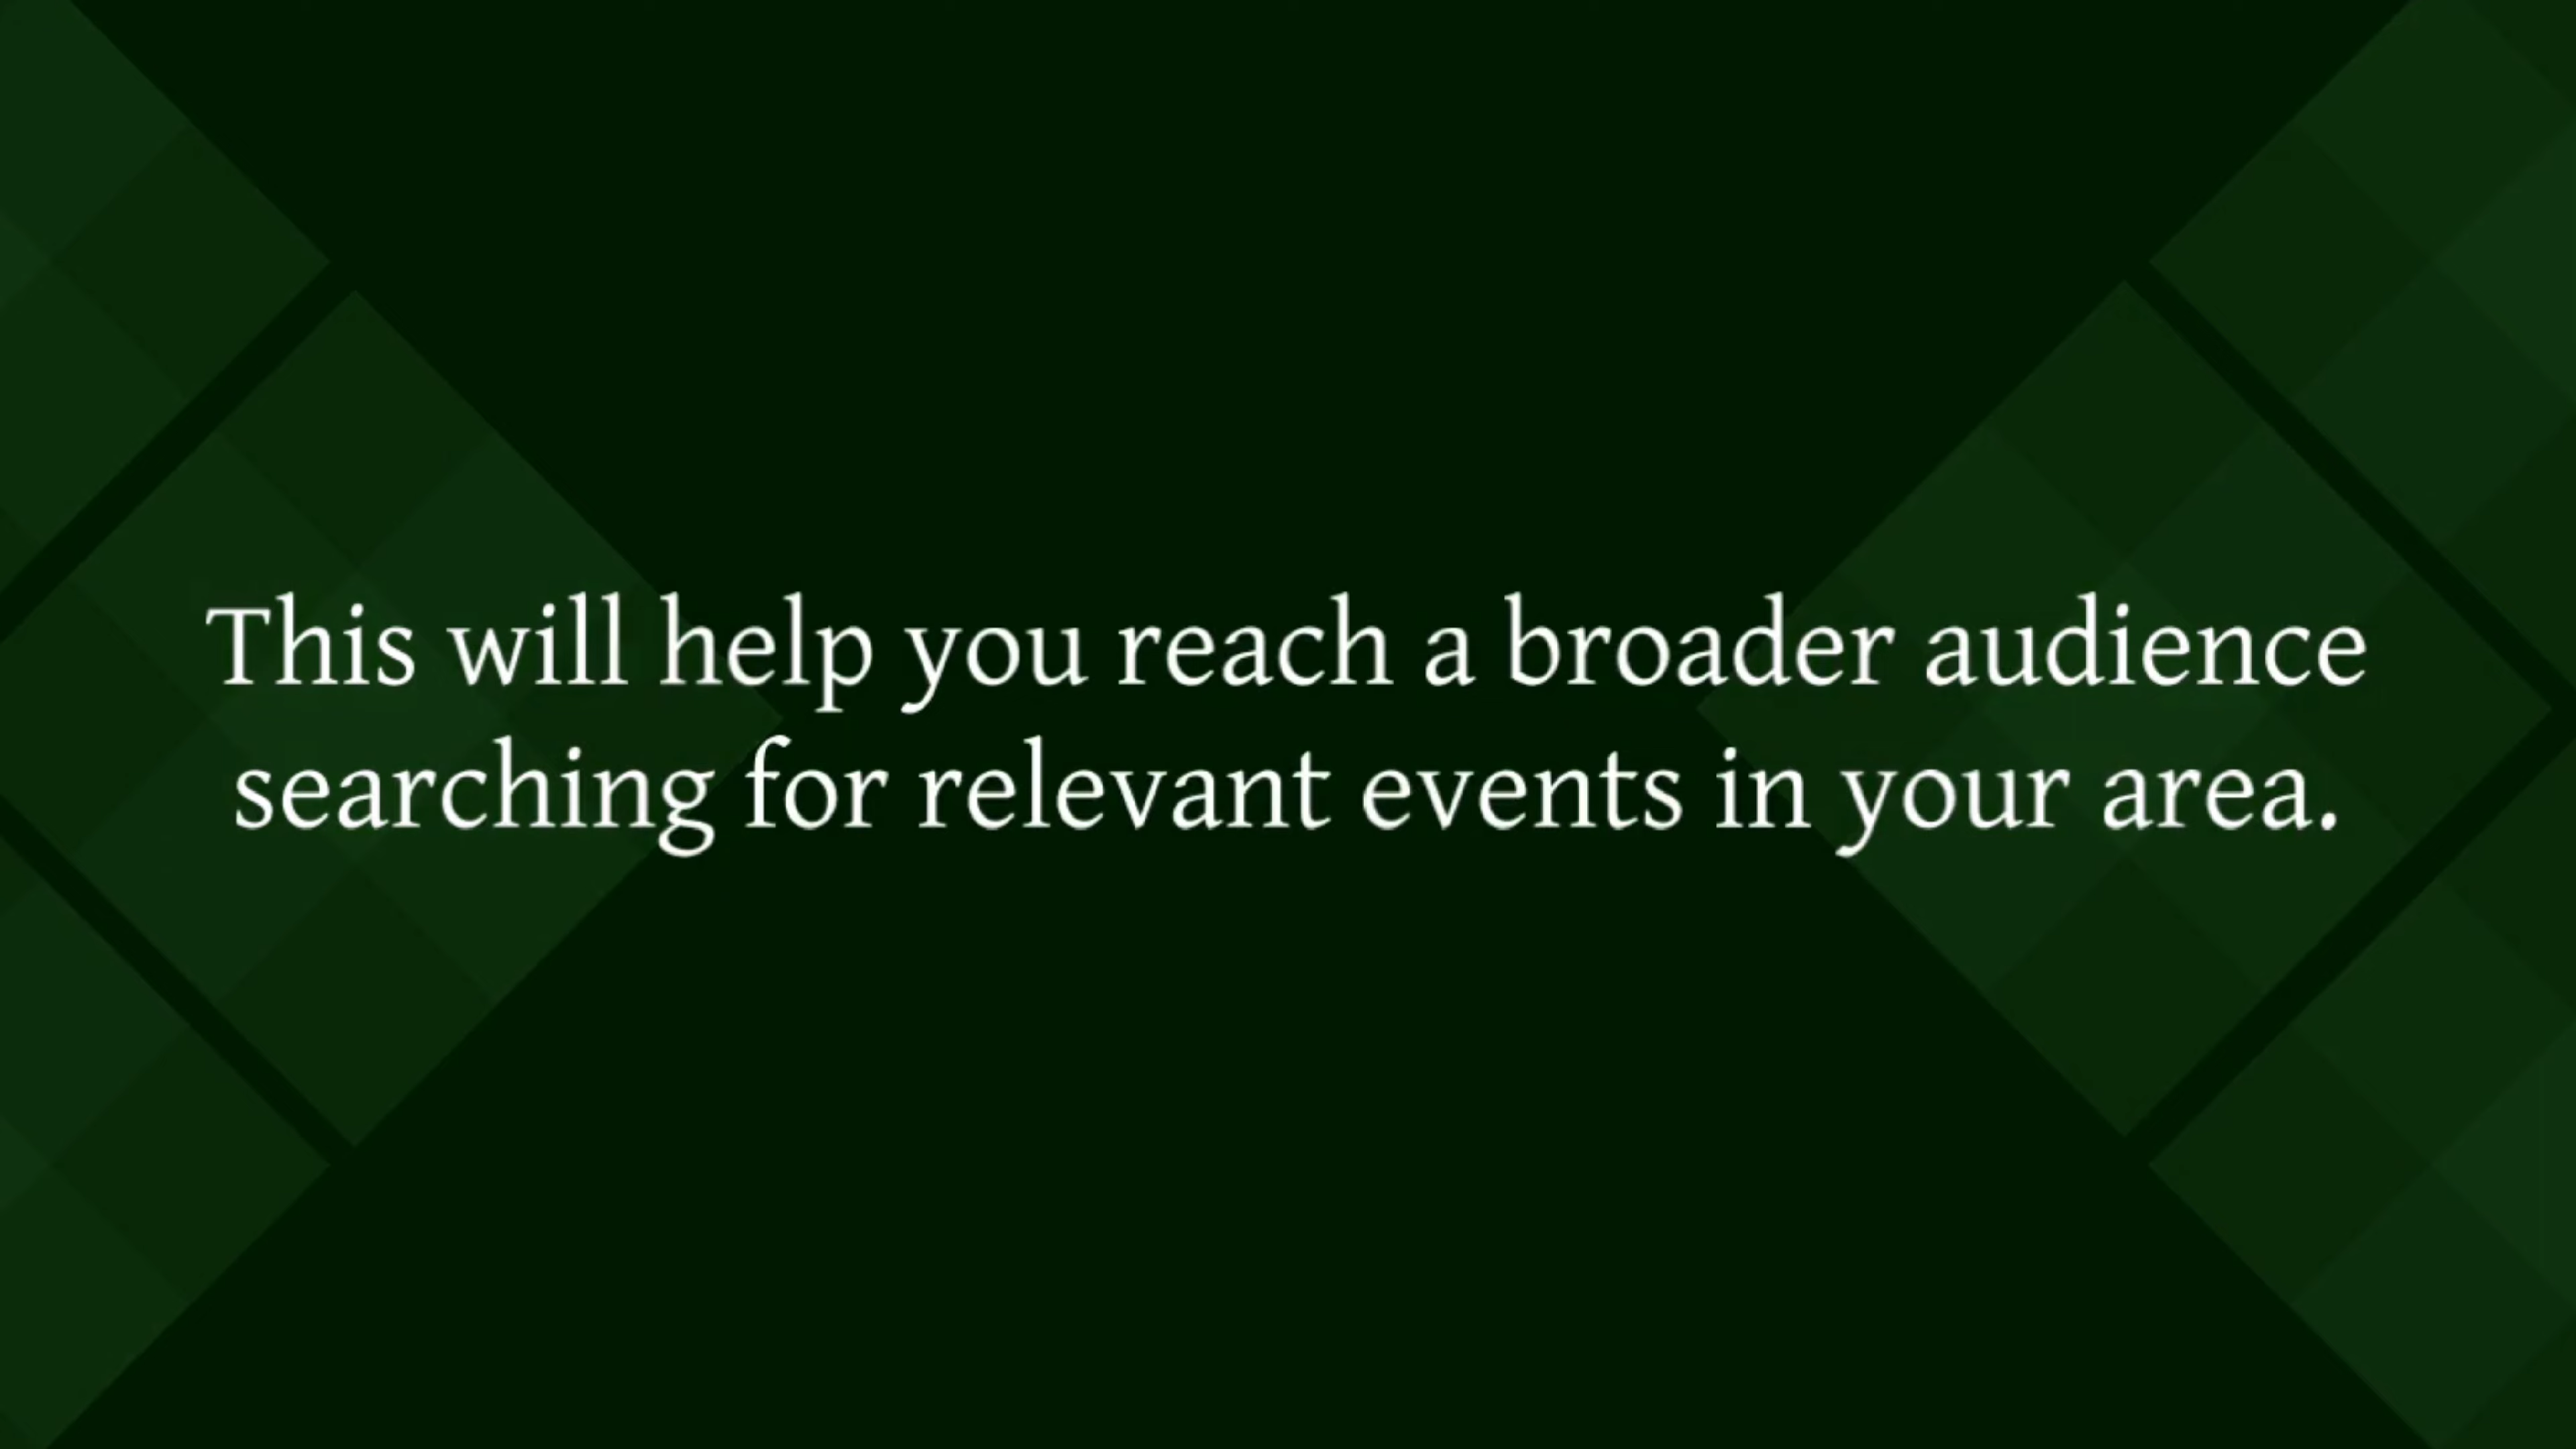 This will help you reach a broader audience
searching for relevant events in your area.